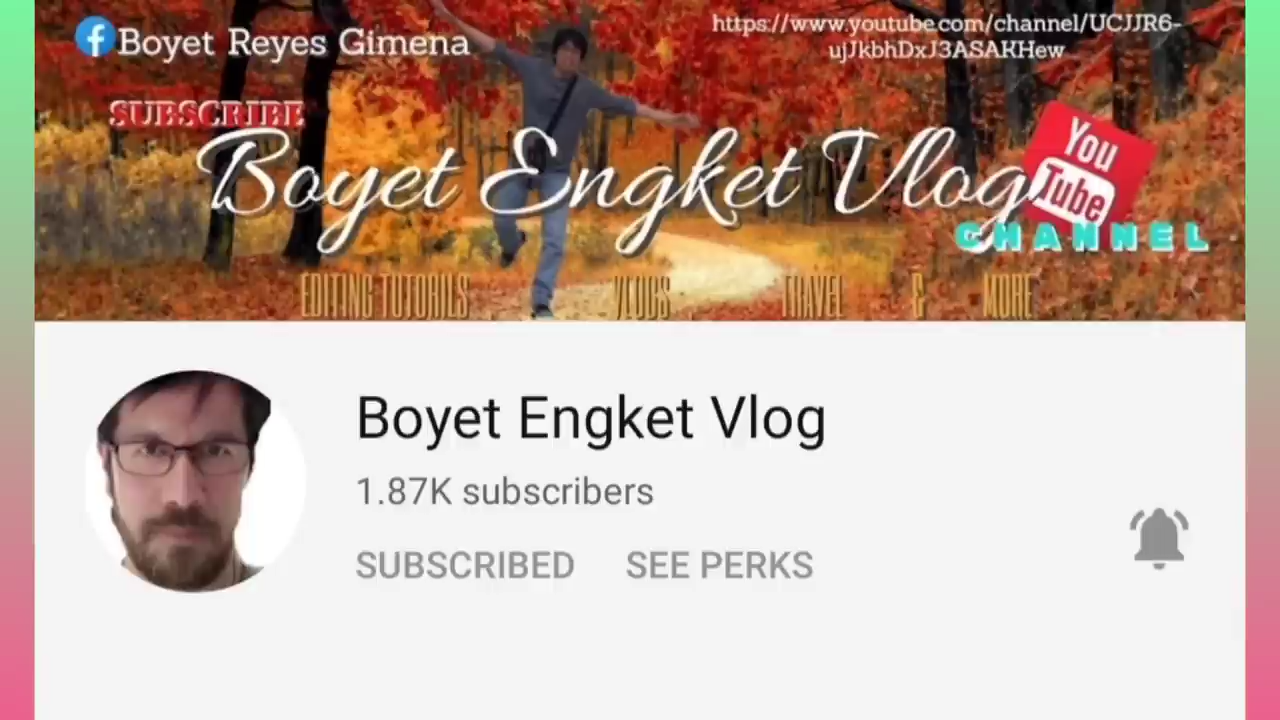 Boyet Reyes Gimena
https://www.youtube.com/channel/UCJJR6-
ujJkbhDxJ3ASAKHew
SUBSCRIBE
Boyet Engket Vlog
You
Tube
CHANNEL
EDITING TUTORILS VLOGS TRAVEL & MORE
Boyet Engket Vlog
1.87K subscribers
SUBSCRIBED SEE PERKS